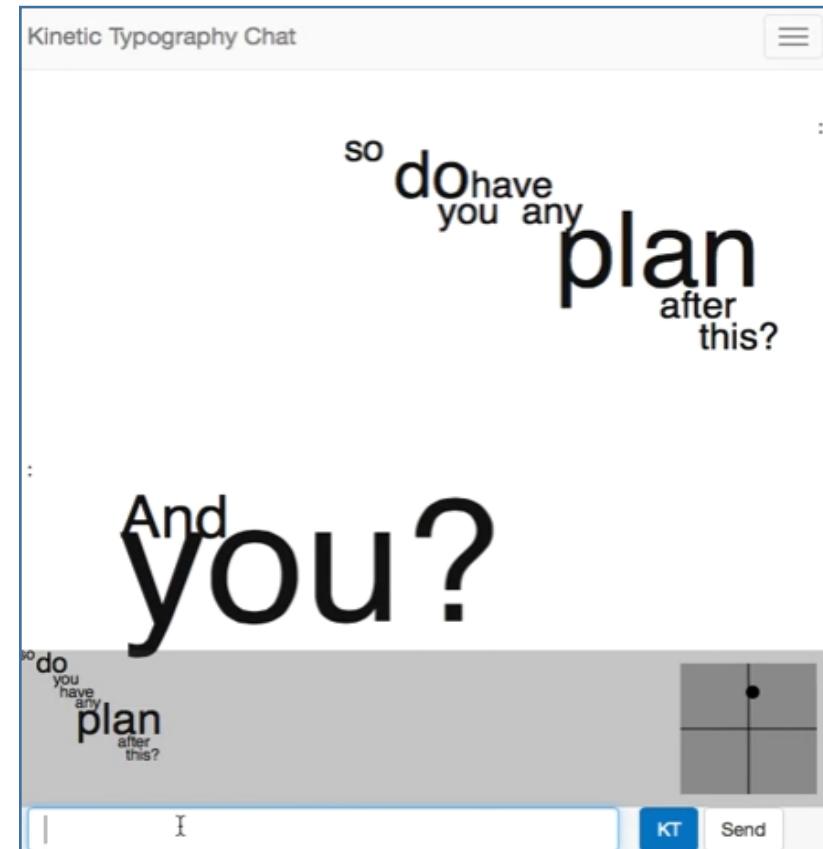 Kinetic Typography Chat
:
so do have
you any
plan
after
this?
:
And
you?
so do
you
have
any
plan
after
this?
KT Send